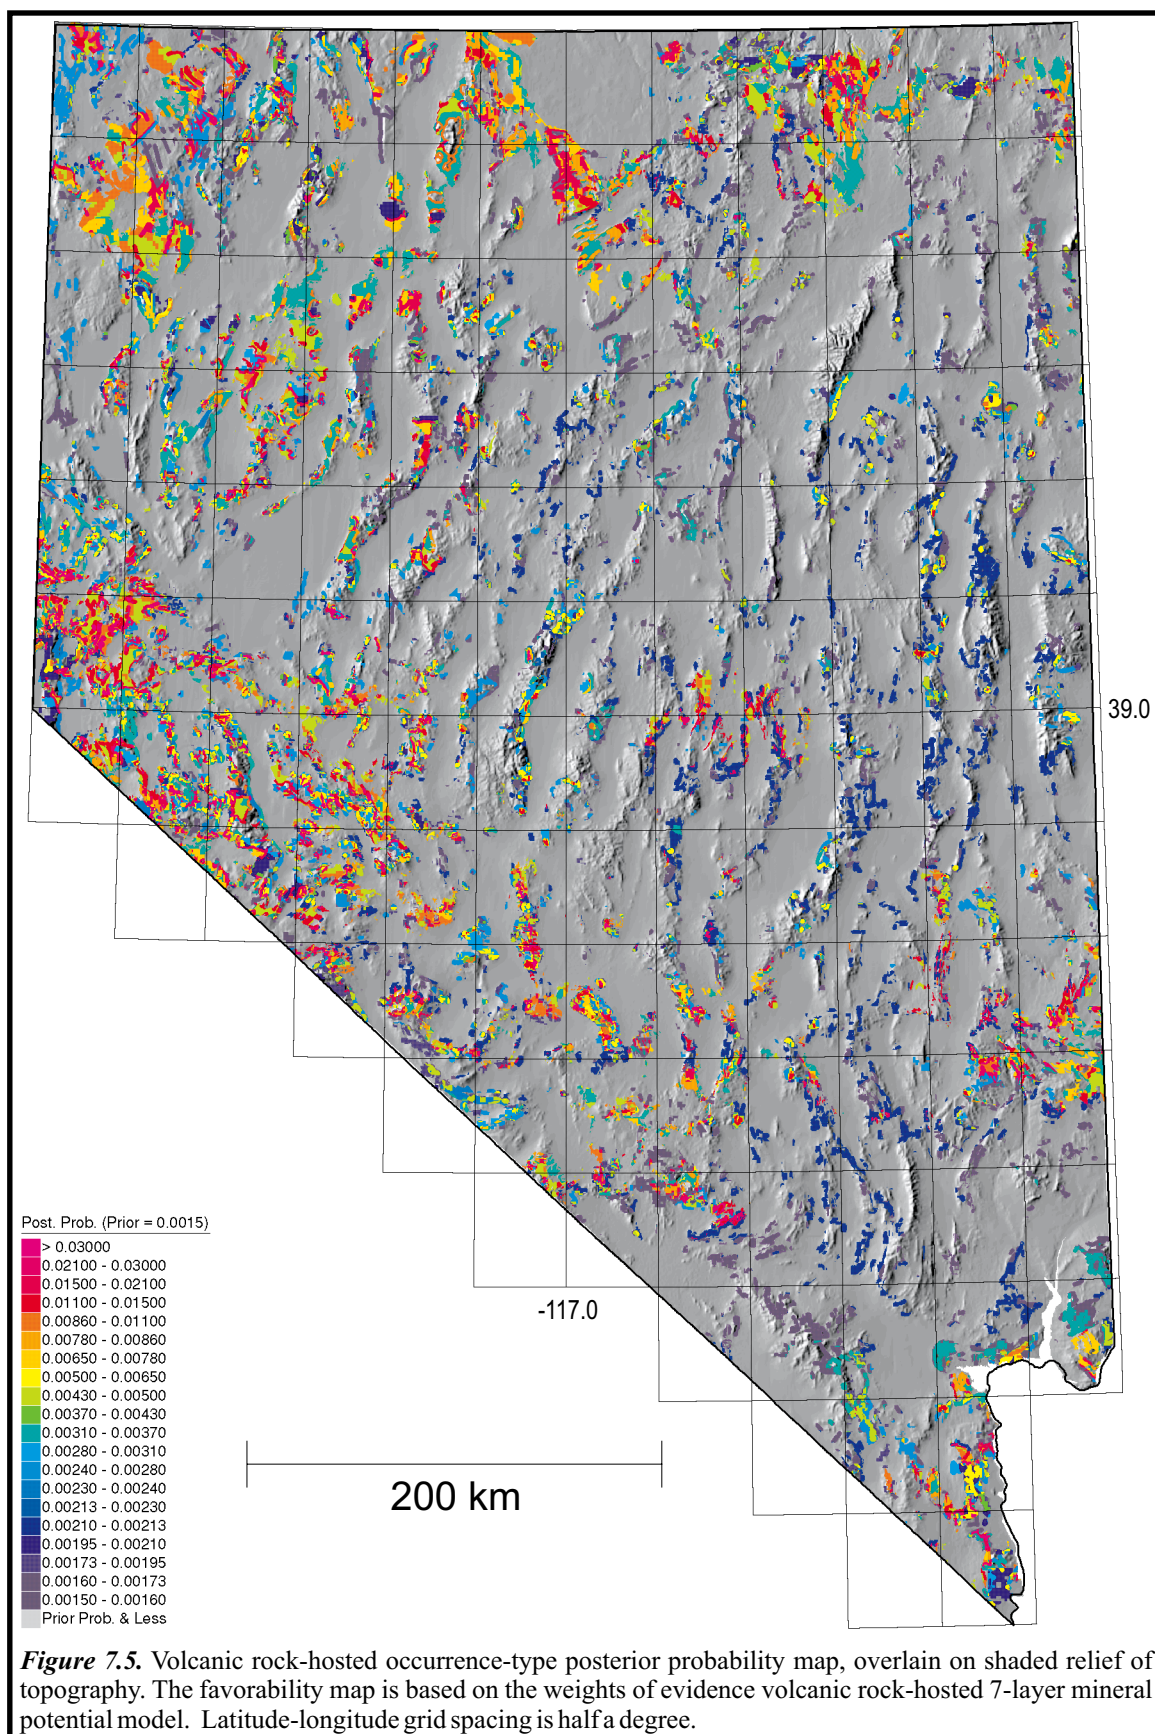 39.0
-117.0
Post. Prob. (Prior = 0.0015)
> 0.03000
0.02100 - 0.03000
0.01500 - 0.02100
0.01100 - 0.01500
0.00860 - 0.01100
0.00780 - 0.00860
0.00650 - 0.00780
0.00500 - 0.00650
0.00430 - 0.00500
0.00370 - 0.00430
0.00310 - 0.00370
0.00280 - 0.00310
0.00240 - 0.00280
0.00230 - 0.00240
0.00213 - 0.00230
0.00210 - 0.00213
0.00195 - 0.00210
0.00173 - 0.00195
0.00160 - 0.00173
0.00150 - 0.00160
Prior Prob. & Less
200 km
Figure 7.5. Volcanic rock-hosted occurrence-type posterior probability map, overlain on shaded relief of
topography. The favorability map is based on the weights of evidence volcanic rock-hosted 7-layer mineral
potential model. Latitude-longitude grid spacing is half a degree.